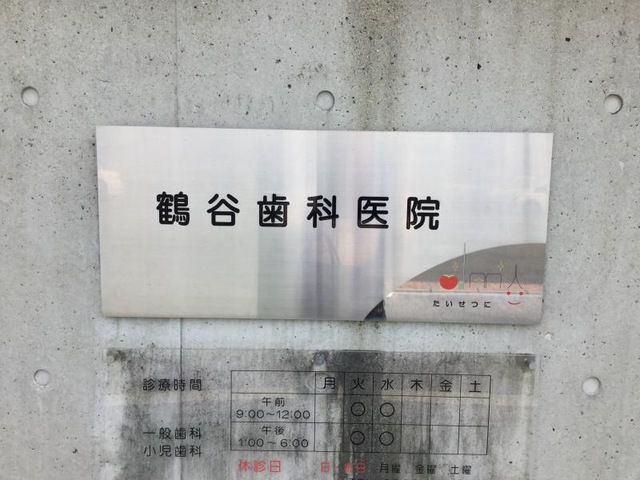 鶴谷歯科医院
たいせつに
診療時間 月 火 水 木 金 土
午前
9:00〜12:00 ○ ○
一般歯科
小児歯科
午後
1:00〜6:00 ○ ○
休診日 日 月曜 金曜 土曜